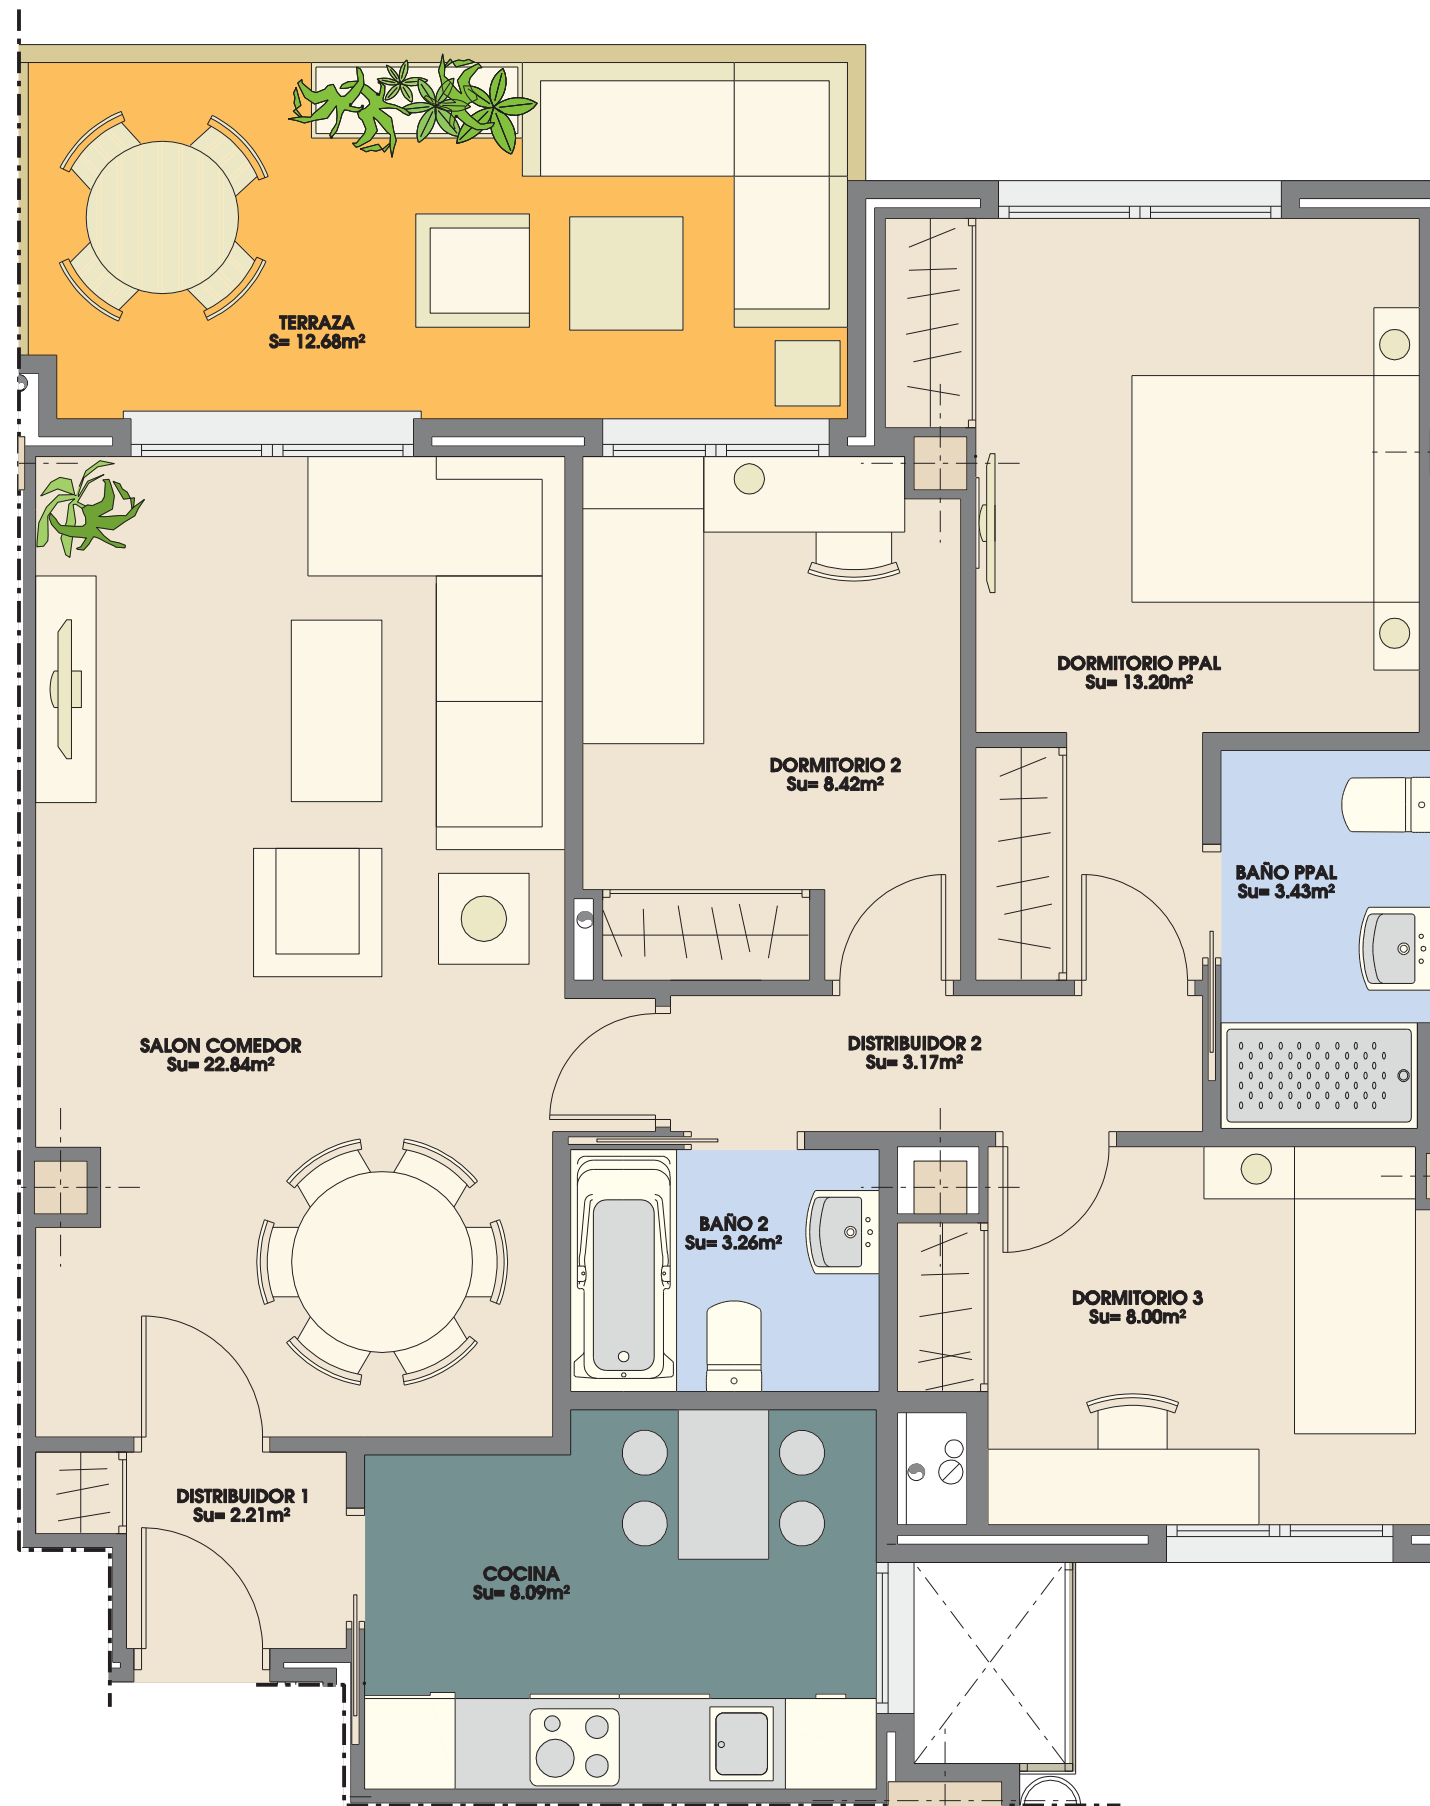 TERRAZA
S= 12.68m²
DORMITORIO PPAL
Su= 13.20m²
DORMITORIO 2
Su= 8.42m²
BAÑO PPAL
Su= 3.43m²
SALON COMEDOR
Su= 22.84m²
DISTRIBUIDOR 2
Su= 3.17m²
BAÑO 2
Su= 3.26m²
DORMITORIO 3
Su= 8.00m²
DISTRIBUIDOR 1
Su= 2.21m²
COCINA
Su= 8.09m²